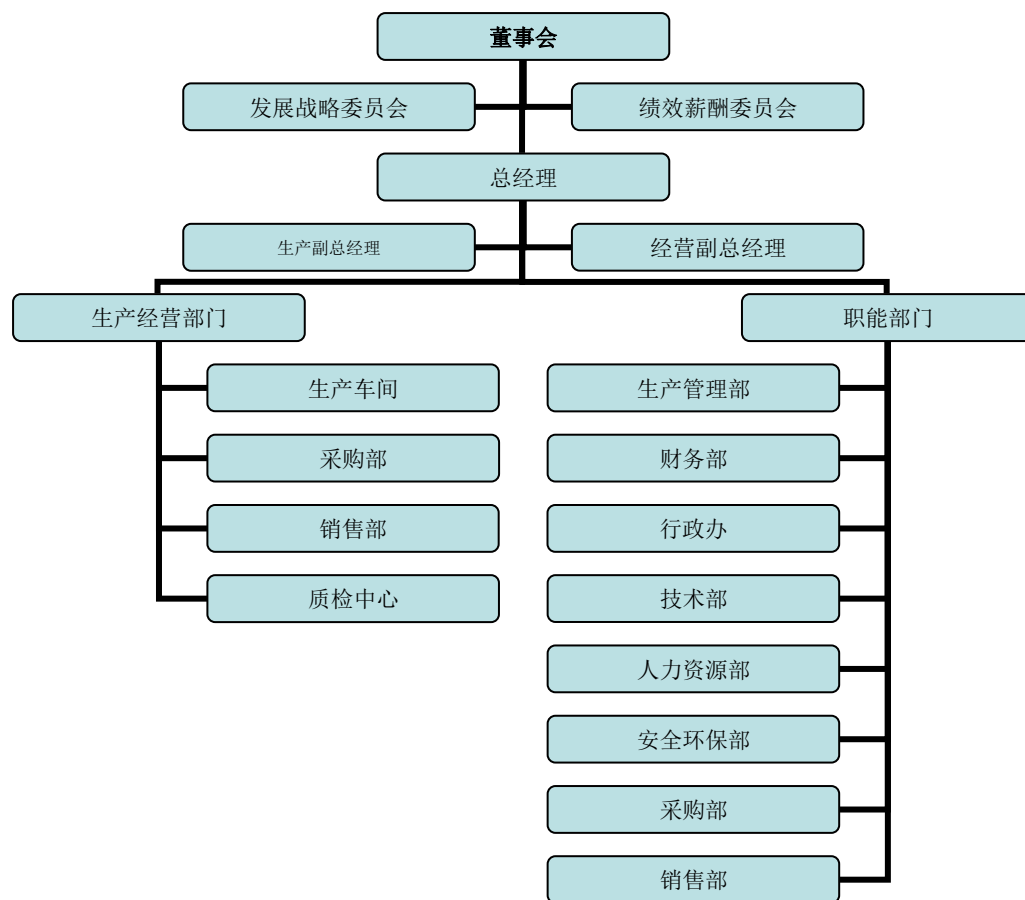 董事会
发展战略委员会
绩效薪酬委员会
总经理
生产副总经理
经营副总经理
生产经营部门
职能部门
生产车间
生产管理部
采购部
财务部
销售部
行政办
质检中心
技术部
人力资源部
安全环保部
采购部
销售部